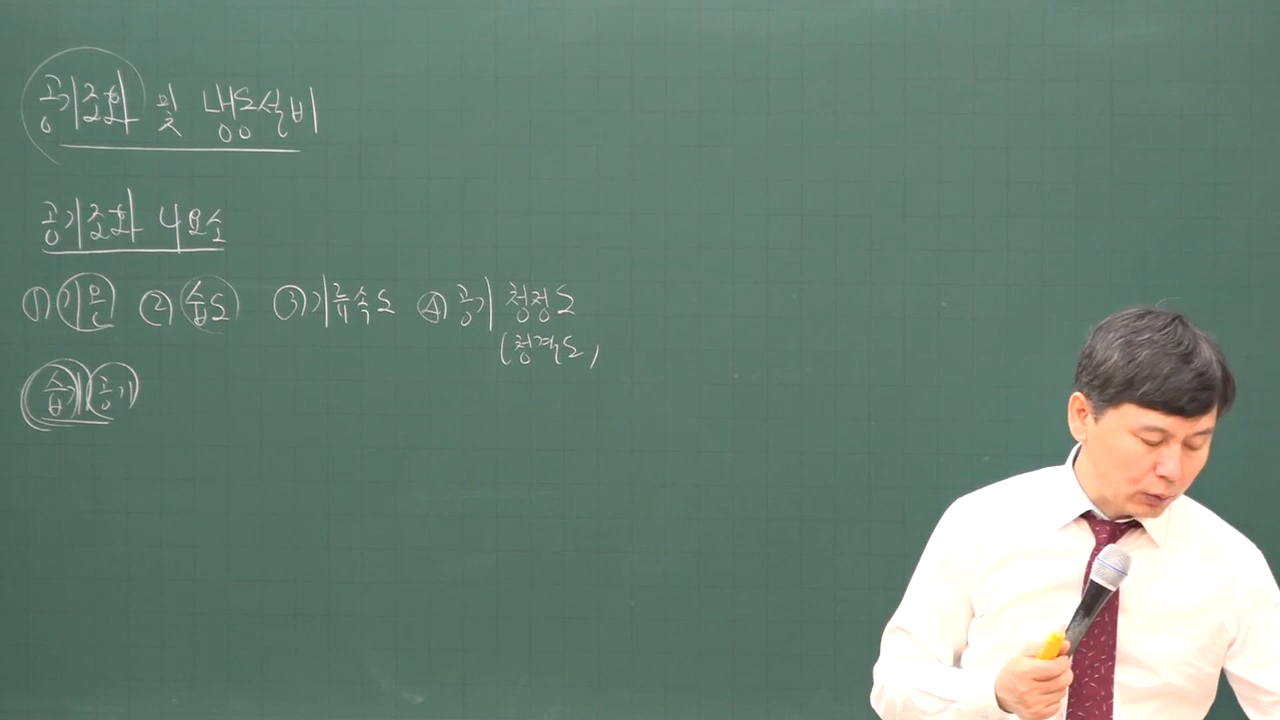 공기조화 및 냉동설비
공기조화 4요소
① 기온 ② 습도 ③ 기류속도 ④ 공기 청정도
(청결도)
습공기